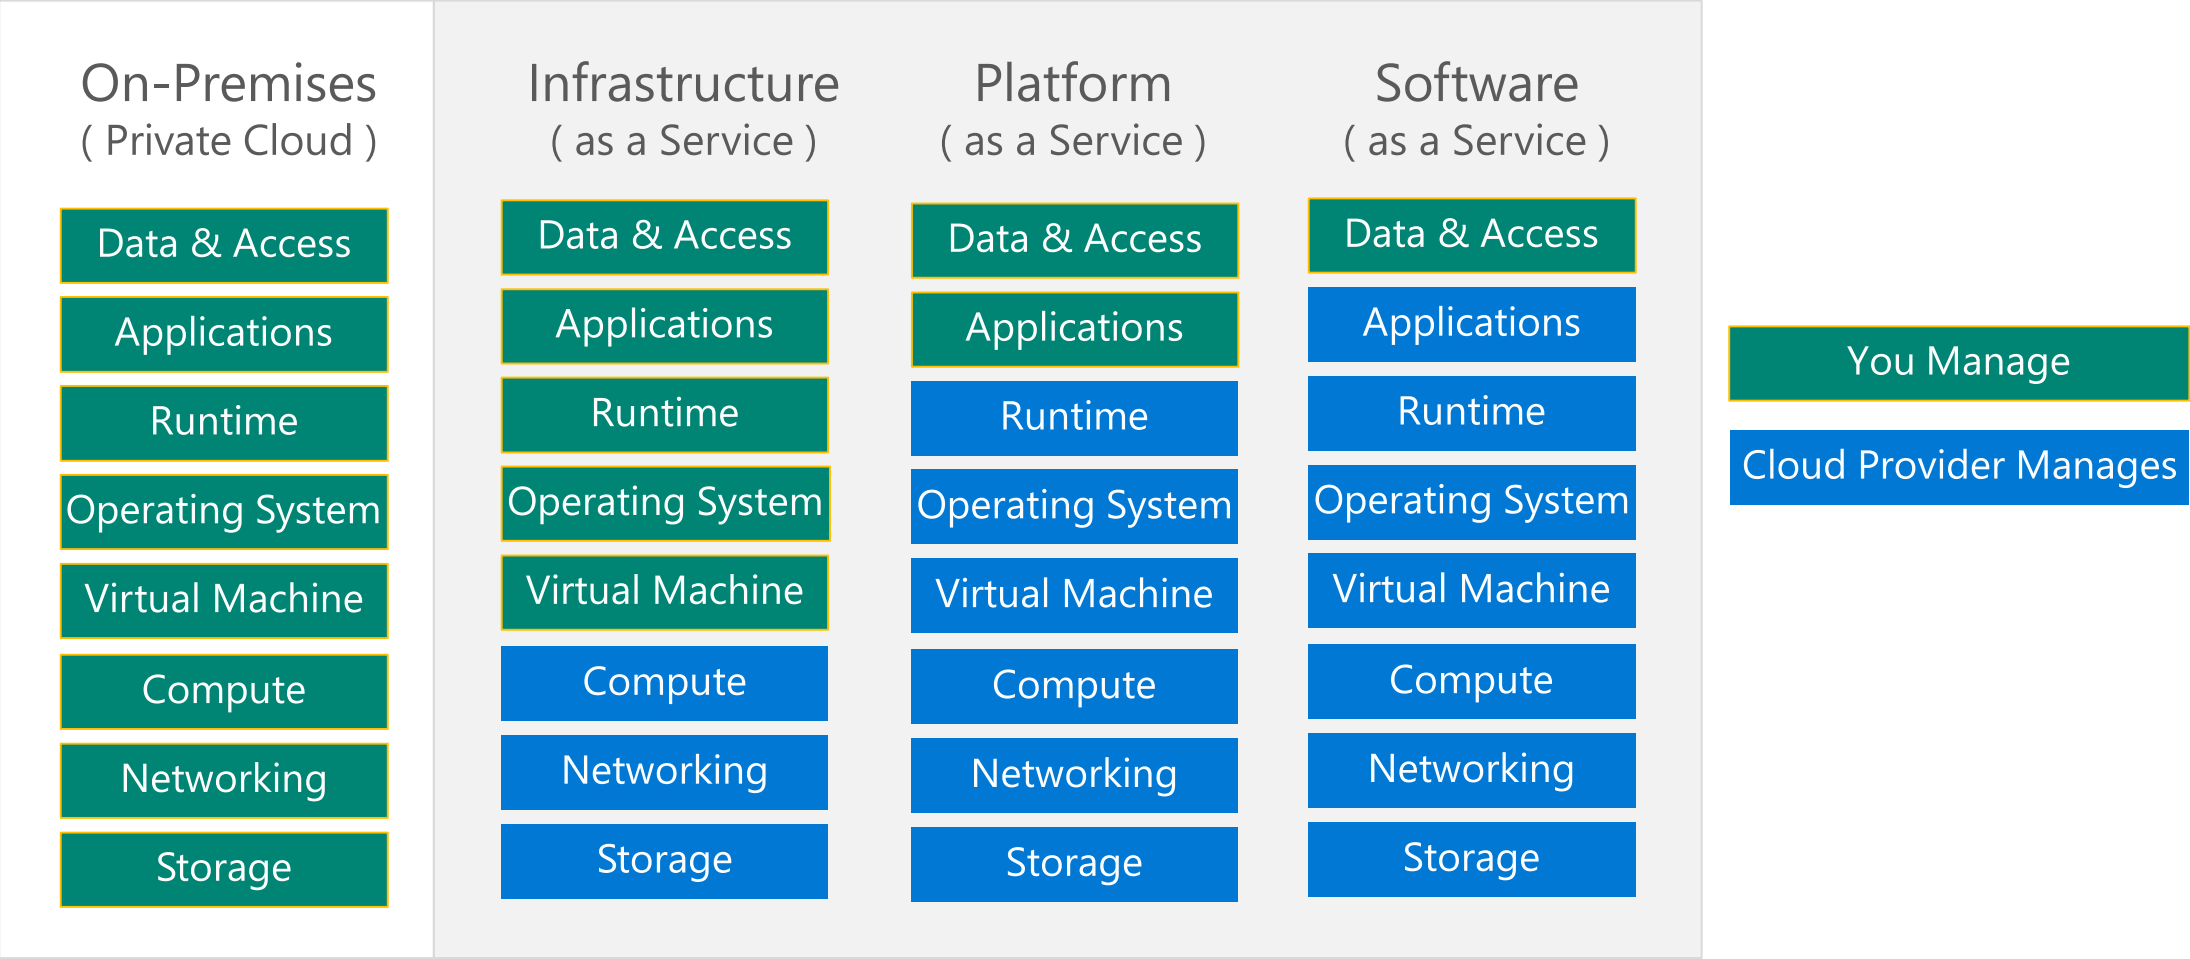 On-Premises
( Private Cloud )
Data & Access
Applications
Runtime
Operating System
Virtual Machine
Compute
Networking
Storage
Infrastructure
( as a Service )
Data & Access
Applications
Runtime
Operating System
Virtual Machine
Compute
Networking
Storage
Platform
( as a Service )
Data & Access
Applications
Runtime
Operating System
Virtual Machine
Compute
Networking
Storage
Software
( as a Service )
Data & Access
Applications
Runtime
Operating System
Virtual Machine
Compute
Networking
Storage
You Manage
Cloud Provider Manages